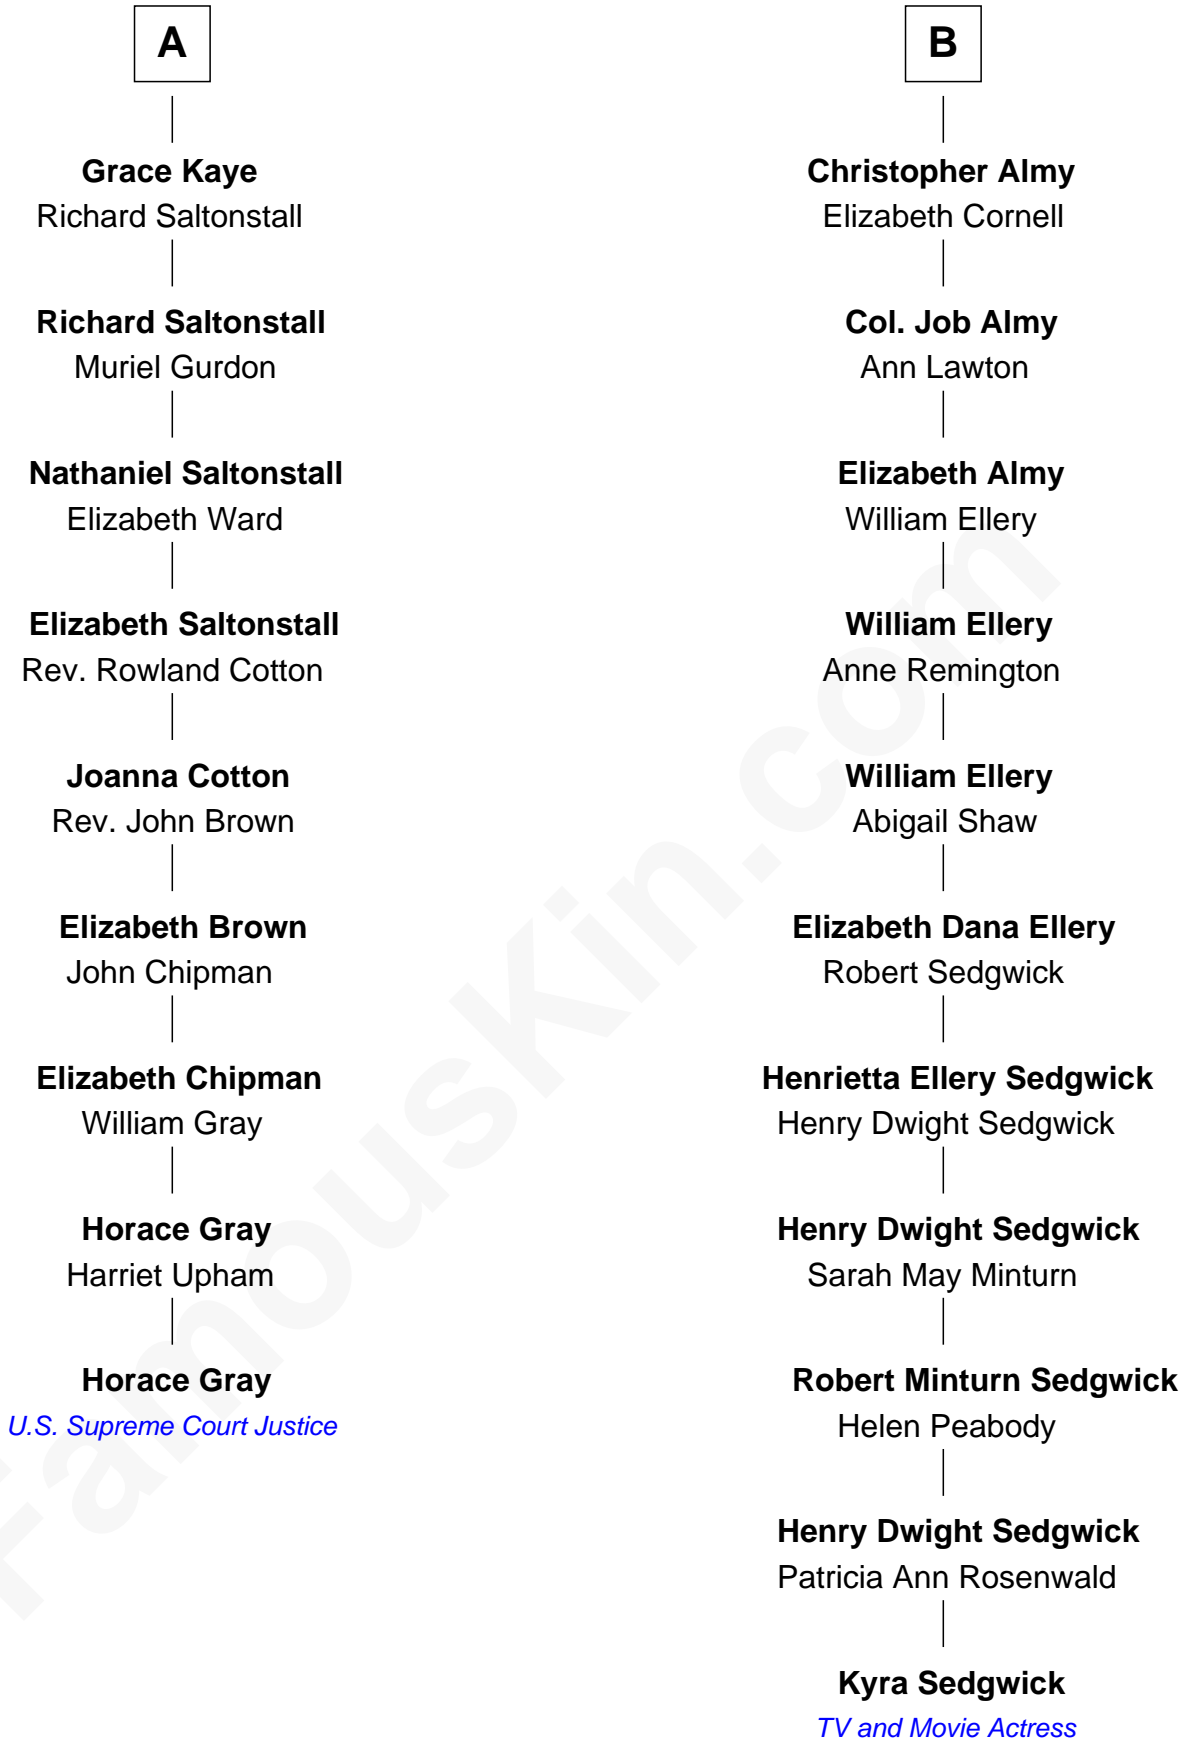 A
Grace Kaye
Richard Saltonstall
Richard Saltonstall
Muriel Gurdon
Nathaniel Saltonstall
Elizabeth Ward
Elizabeth Saltonstall
Rev. Rowland Cotton
Joanna Cotton
Rev. John Brown
Elizabeth Brown
John Chipman
Elizabeth Chipman
William Gray
Horace Gray
Harriet Upham
Horace Gray
U.S. Supreme Court Justice
B
Christopher Almy
Elizabeth Cornell
Col. Job Almy
Ann Lawton
Elizabeth Almy
William Ellery
William Ellery
Anne Remington
William Ellery
Abigail Shaw
Elizabeth Dana Ellery
Robert Sedgwick
Henrietta Ellery Sedgwick
Henry Dwight Sedgwick
Henry Dwight Sedgwick
Sarah May Minturn
Robert Minturn Sedgwick
Helen Peabody
Henry Dwight Sedgwick
Patricia Ann Rosenwald
Kyra Sedgwick
TV and Movie Actress
FamousKin.com